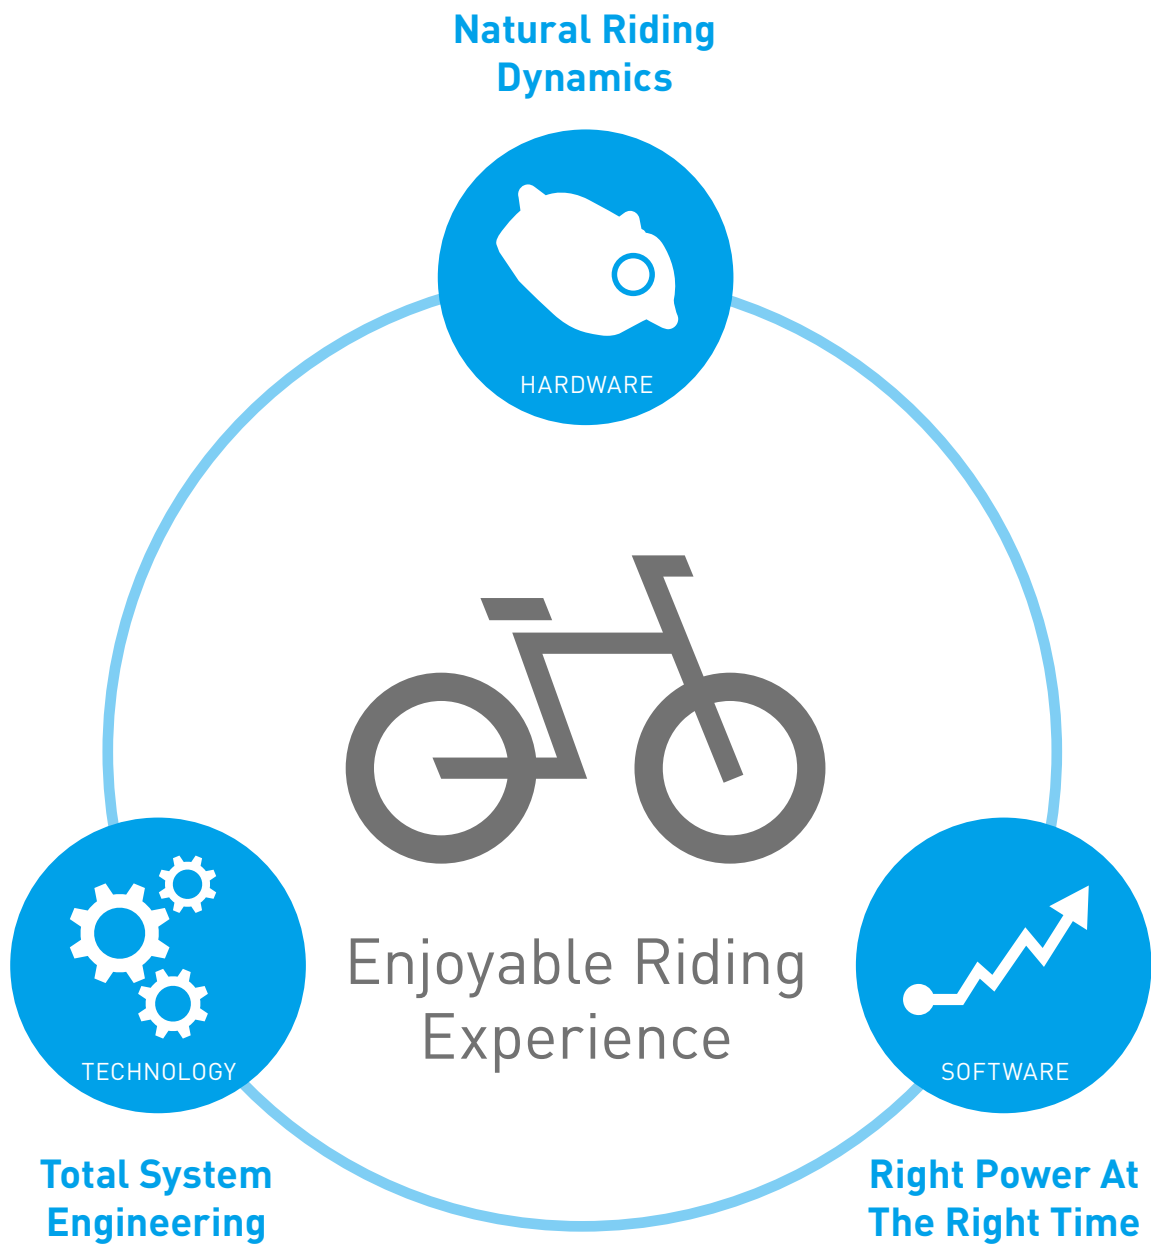 Natural Riding
Dynamics
HARDWARE
Enjoyable Riding
Experience
TECHNOLOGY
SOFTWARE
Total System
Engineering
Right Power At
The Right Time